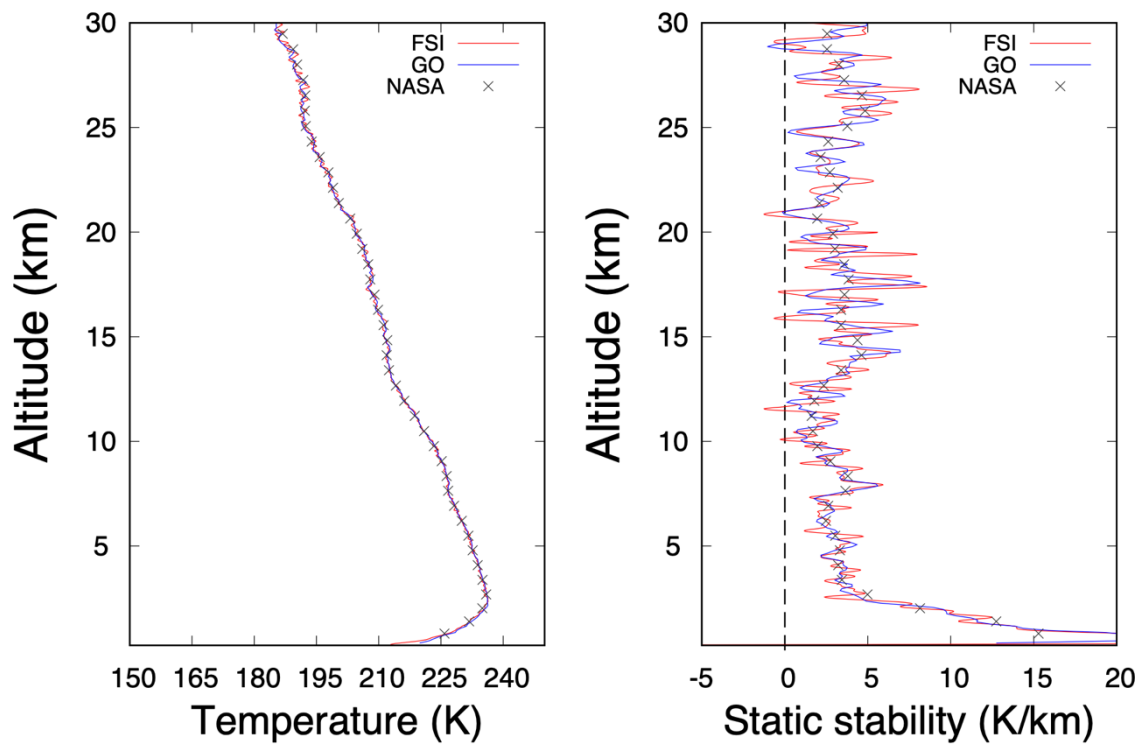 30
25
20
15
10
5
Altitude (km)
FSI
GO
NASA
150 165 180 195 210 225 240
Temperature (K)
30
25
20
15
10
5
Altitude (km)
FSI
GO
NASA
-5 0 5 10 15 20
Static stability (K/km)